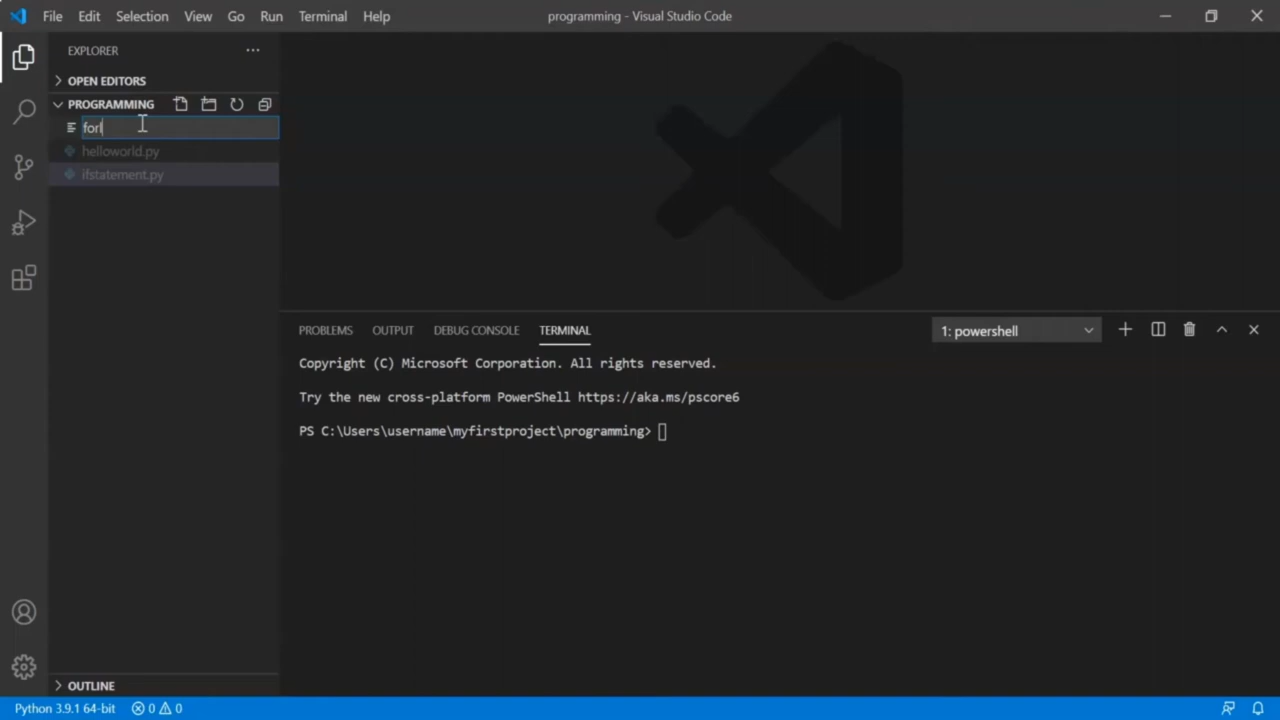 File Edit Selection View Go Run Terminal Help programming - Visual Studio Code
EXPLORER
OPEN EDITORS
PROGRAMMING
forl
helloworld.py
ifstatement.py
PROBLEMS OUTPUT DEBUG CONSOLE TERMINAL 1: powershell
Copyright (C) Microsoft Corporation. All rights reserved.
Try the new cross-platform PowerShell https://aka.ms/pscore6
PS C:\Users\username\myfirstproject\programming>
OUTLINE
Python 3.9.1 64-bit 0 0